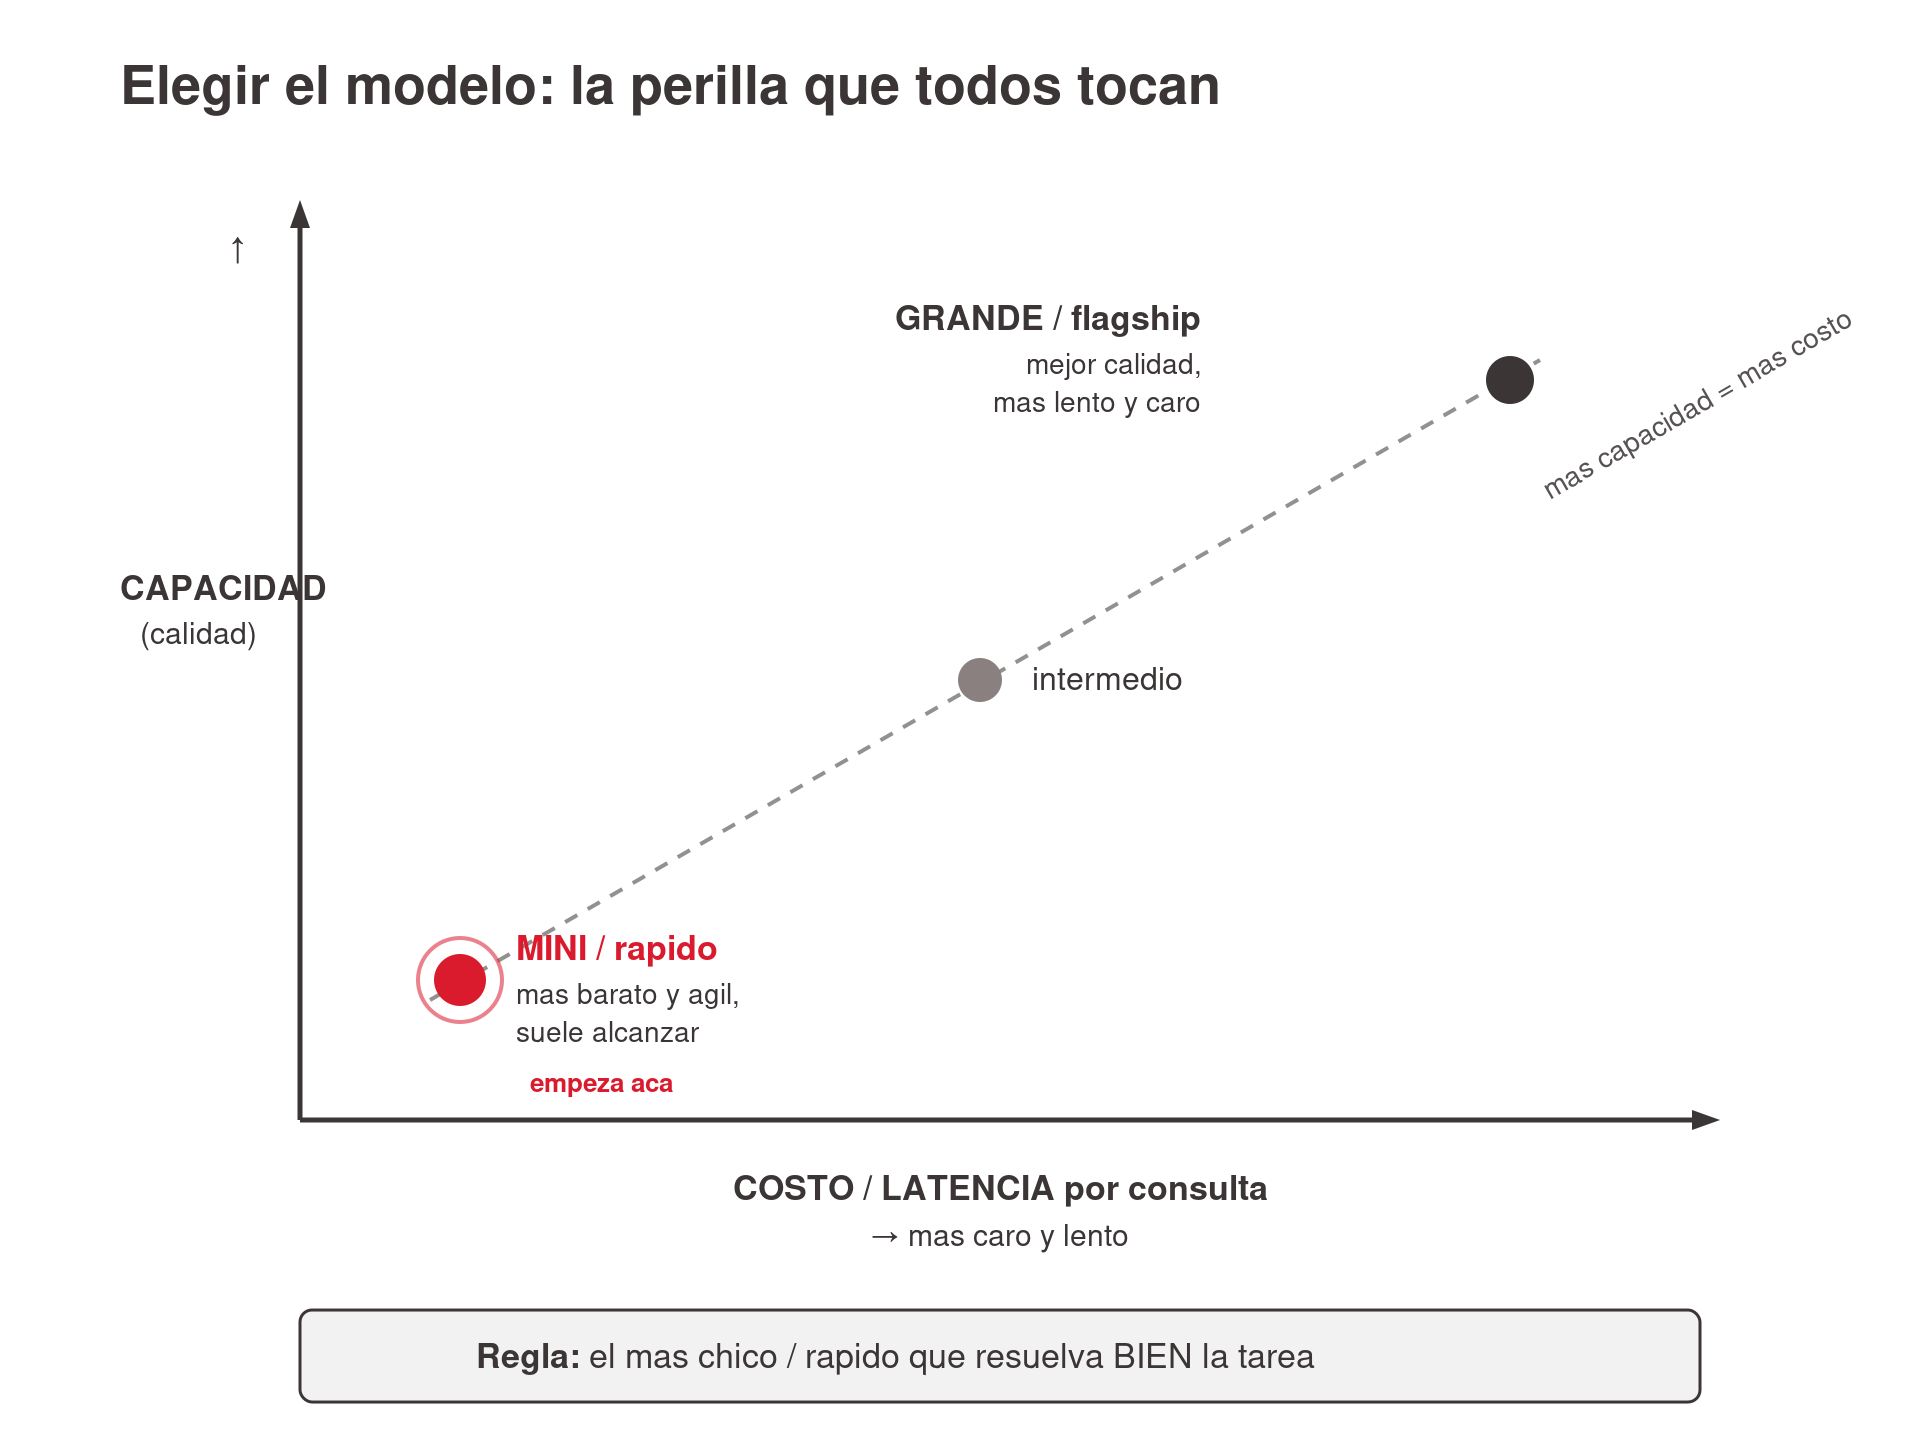 Elegir el modelo: la perilla que todos tocan
↑
GRANDE / flagship
mejor calidad,
mas lento y caro
mas capacidad = mas costo
CAPACIDAD
(calidad)
intermedio
MINI / rapido
mas barato y agil,
suele alcanzar
empeza aca
COSTO / LATENCIA por consulta
→ mas caro y lento
Regla: el mas chico / rapido que resuelva BIEN la tarea